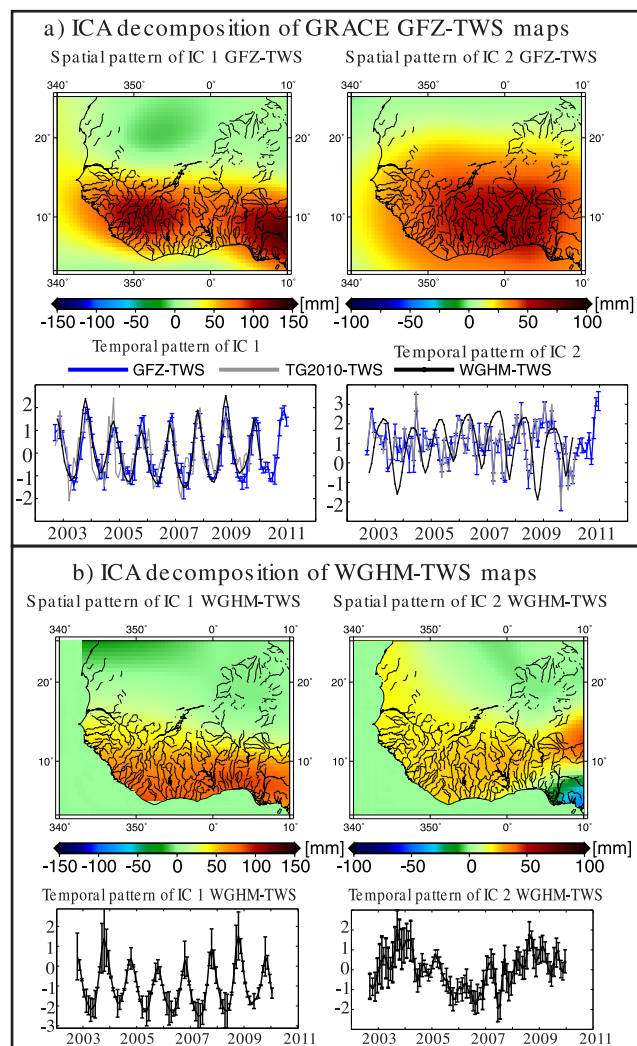 a) ICA decomposition of GRACE GFZ-TWS maps
Spatial pattern of IC 1 GFZ-TWS
Spatial pattern of IC 2 GFZ-TWS
340˚ 350˚ 0˚ 10˚
340˚ 350˚ 0˚ 10˚
20˚ 20˚
10˚ 10˚
340˚ 350˚ 0˚ 10˚
340˚ 350˚ 0˚ 10˚
[mm] [mm]
-150 -100 -50 0 50 100 150
-100 -50 0 50 100
Temporal pattern of IC 1
Temporal pattern of IC 2
GFZ-TWS TG2010-TWS WGHM-TWS
2
1
0
-1
-2
3
2
1
0
-1
-2
2003 2005 2007 2009 2011
2003 2005 2007 2009 2011
b) ICA decomposition of WGHM-TWS maps
Spatial pattern of IC 1 WGHM-TWS
Spatial pattern of IC 2 WGHM-TWS
340˚ 350˚ 0˚ 10˚
340˚ 350˚ 0˚ 10˚
20˚ 20˚
10˚ 10˚
340˚ 350˚ 0˚ 10˚
340˚ 350˚ 0˚ 10˚
[mm] [mm]
-150 -100 -50 0 50 100 150
-100 -50 0 50 100
Temporal pattern of IC 1 WGHM-TWS
Temporal pattern of IC 2 WGHM-TWS
2
1
0
-1
-2
-3
2
1
0
-1
-2
2003 2005 2007 2009 2011
2003 2005 2007 2009 2011